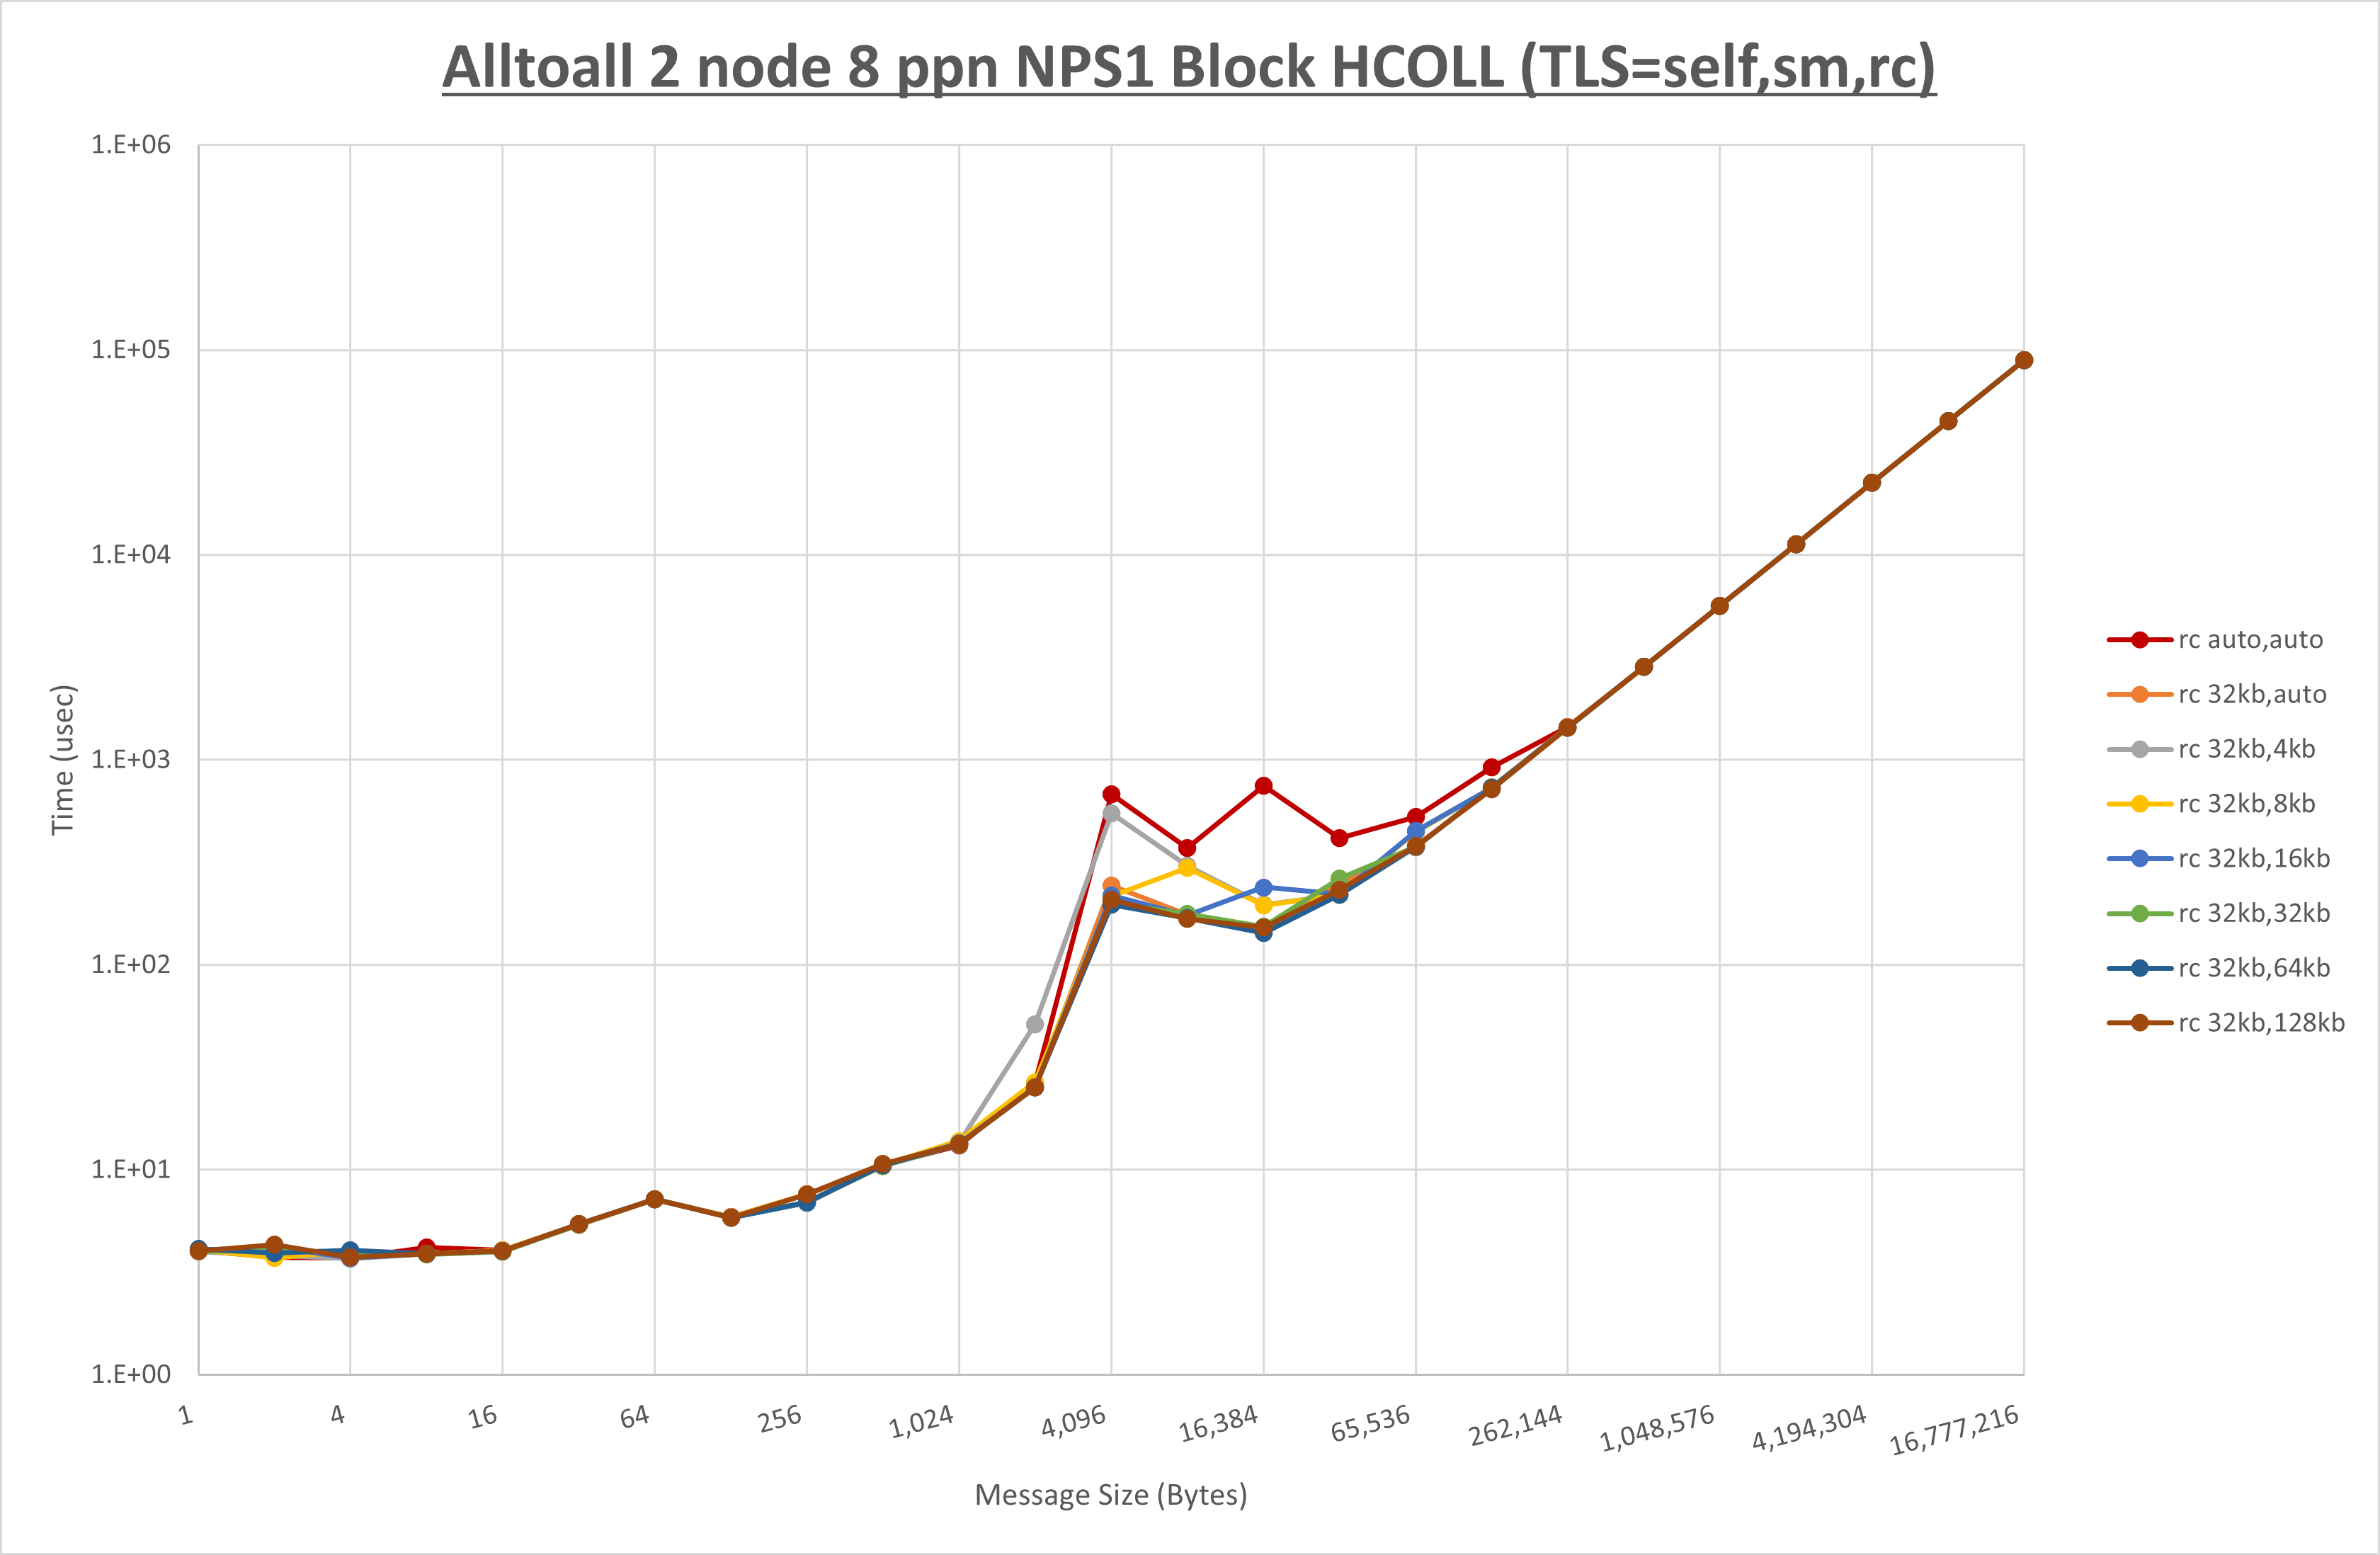 Alltoall 2 node 8 ppn NPS1 Block HCOLL (TLS=self,sm,rc)
1.E+06
1.E+05
1.E+04
1.E+03
1.E+02
1.E+01
1.E+00
Time (usec)
1
4
16
64
256
1,024
4,096
16,384
65,536
262,144
1,048,576
4,194,304
16,777,216
Message Size (Bytes)
rc auto,auto
rc 32kb,auto
rc 32kb,4kb
rc 32kb,8kb
rc 32kb,16kb
rc 32kb,32kb
rc 32kb,64kb
rc 32kb,128kb